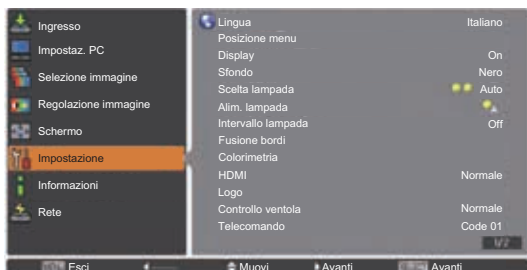 Ingresso
Impostaz. PC
Selezione immagine
Regolazione immagine
Schermo
Impostazione
Informazioni
Rete
Lingua Italiano
Posizione menu
Display On
Sfondo Nero
Scelta lampada Auto
Alim. lampada
Intervallo lampada Off
Fusione bordi
Colorimetria
HDMI Normale
Logo
Controllo ventola Normale
Telecomando Code 01
1/2
Esci Muovi Avanti Avanti